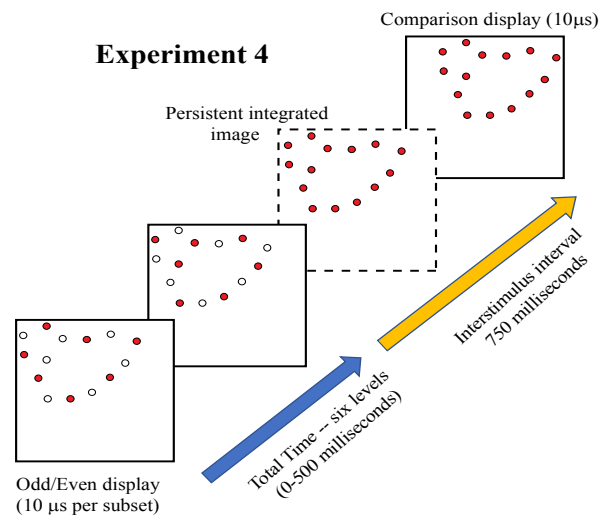 Comparison display (10µs)
Experiment 4
Persistent integrated
image
Interstimulus interval
750 milliseconds
Total Time -- six levels
(0-500 milliseconds)
Odd/Even display
(10 µs per subset)